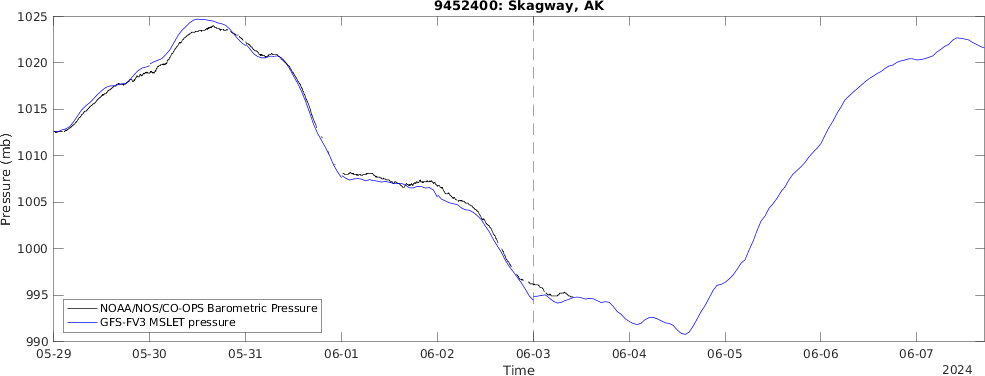 9452400: Skagway, AK
Pressure (mb)
1025
1020
1015
1010
1005
1000
995
990
NOAA/NOS/CO-OPS Barometric Pressure
GFS-FV3 MSLET pressure
05-29 05-30 05-31 06-01 06-02 06-03 06-04 06-05 06-06 06-07
Time
2024